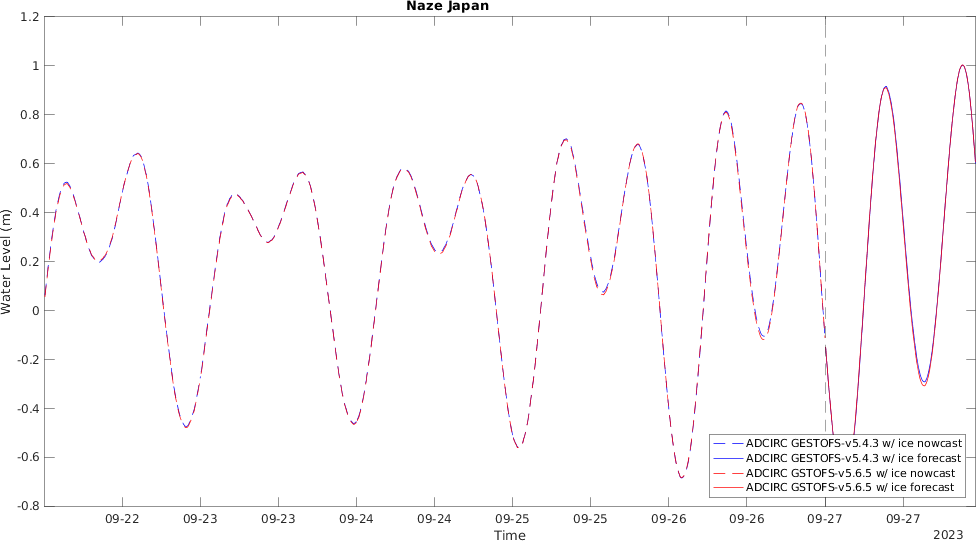 Naze Japan
Water Level (m)
1.2
1
0.8
0.6
0.4
0.2
0
-0.2
-0.4
-0.6
-0.8
ADCIRC GESTOFS-v5.4.3 w/ ice nowcast
ADCIRC GESTOFS-v5.4.3 w/ ice forecast
ADCIRC GSTOFS-v5.6.5 w/ ice nowcast
ADCIRC GSTOFS-v5.6.5 w/ ice forecast
09-22 09-23 09-23 09-24 09-24 09-25 09-25 09-26 09-26 09-27 09-27
Time
2023